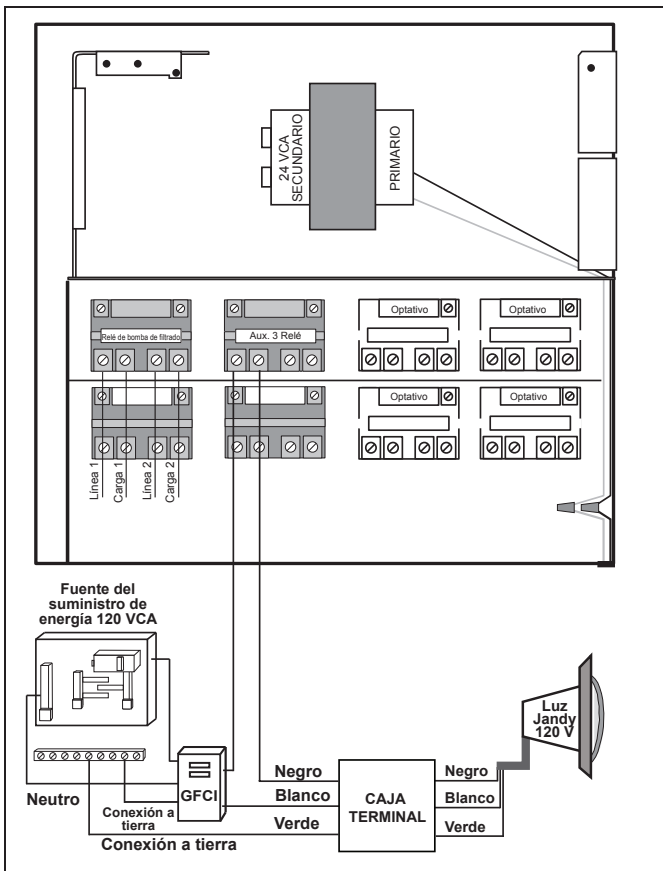 24 VCA
SECUNDARIO
PRIMARIO
Relé de bomba de filtrado
Aux. 3 Relé
Optativo
Optativo
Optativo
Optativo
Línea 1
Carga 1
Línea 2
Carga 2
Fuente del
suministro de
energía 120 VCA
Luz
Jandy
120 V
GFCI
Neutro
Conexión a
tierra
Conexión a tierra
Negro
Blanco
Verde
CAJA
TERMINAL
Negro
Blanco
Verde